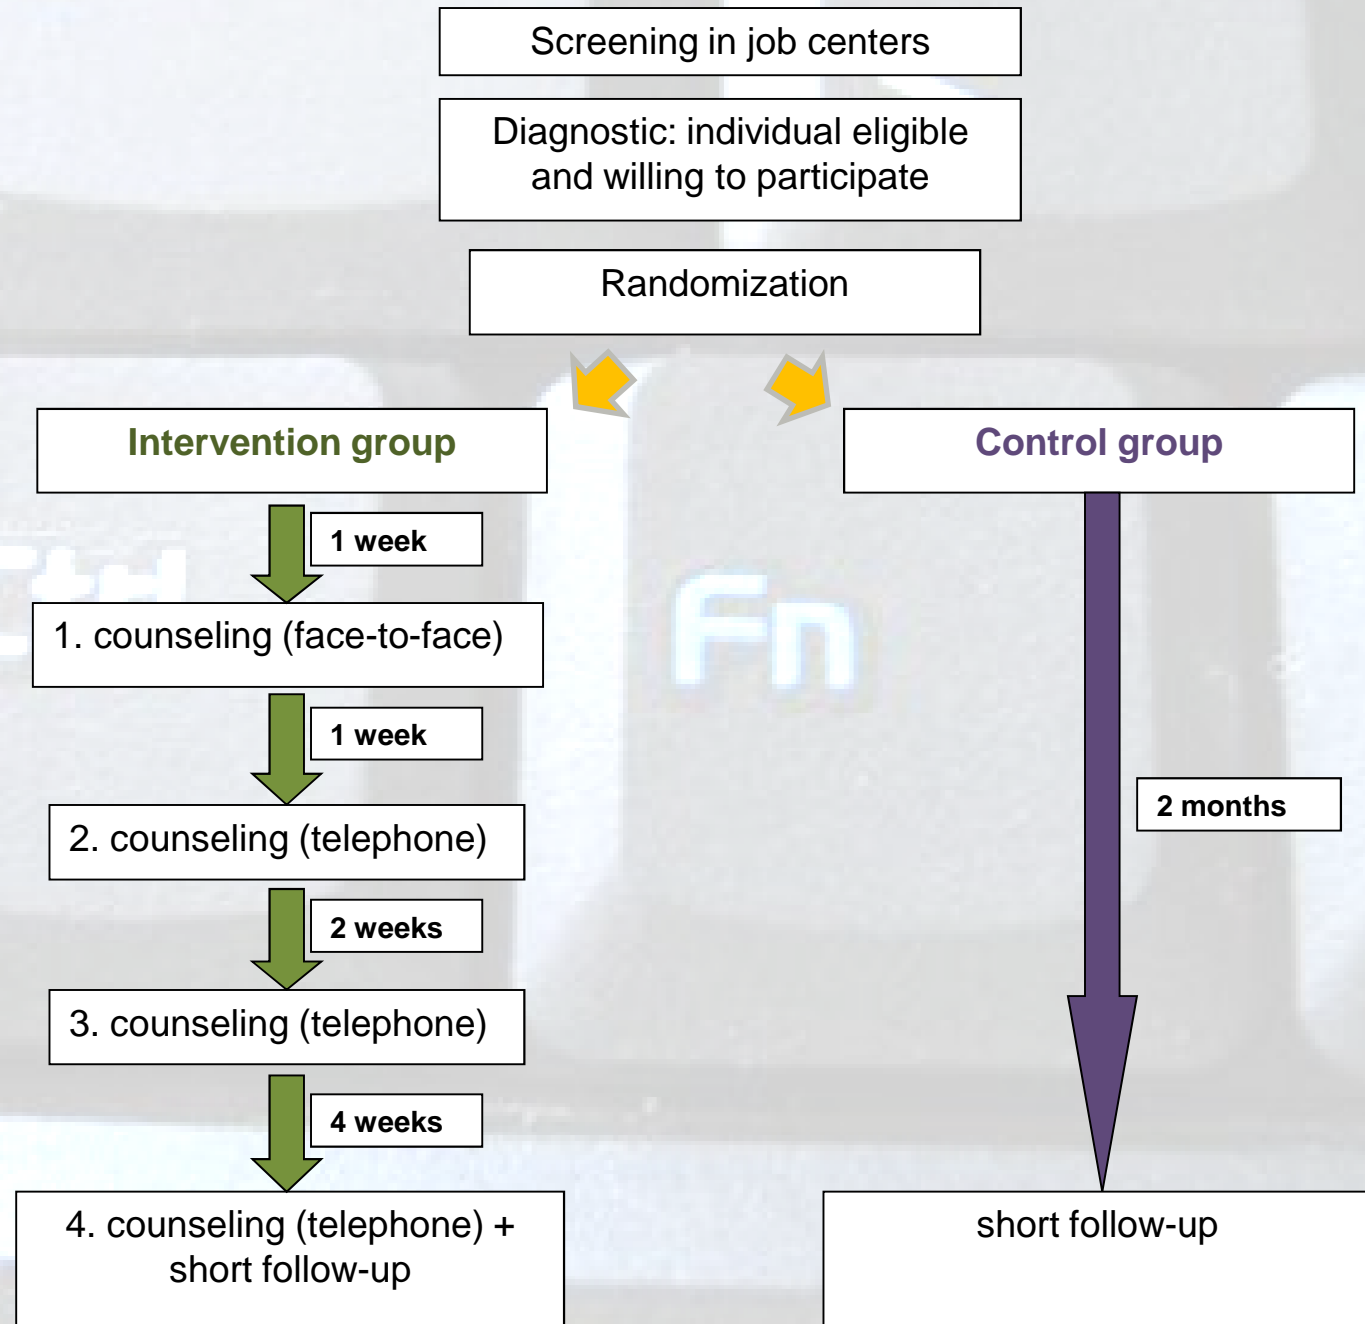 Screening in job centers
Diagnostic: individual eligible
and willing to participate
Randomization
Intervention group
Control group
1 week
1. counseling (face-to-face)
Fn
1 week
2. counseling (telephone)
2 months
2 weeks
3. counseling (telephone)
4 weeks
4. counseling (telephone) +
short follow-up
short follow-up